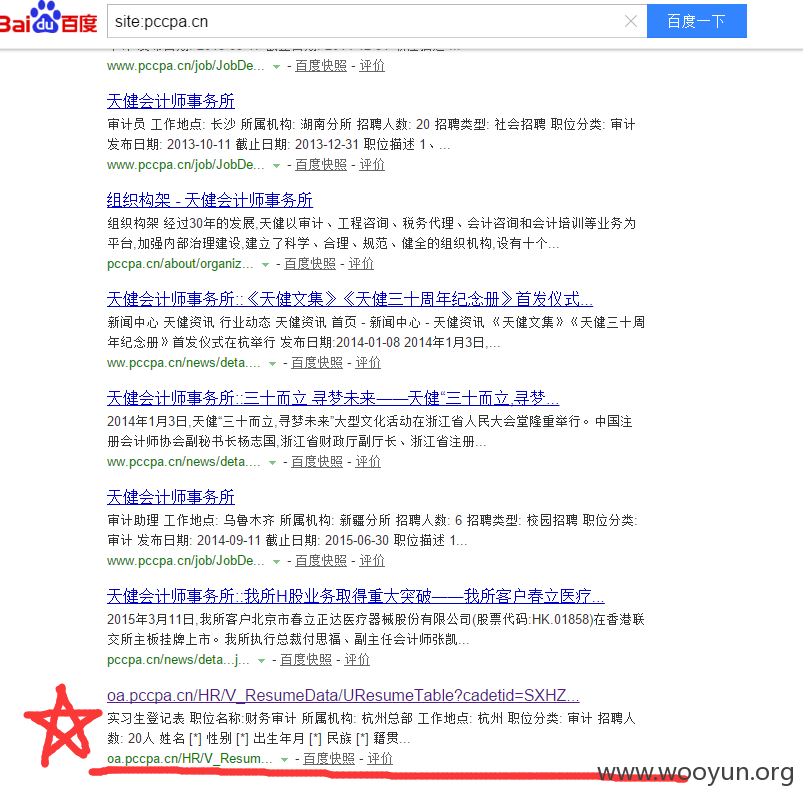 Bai du 百度 site:pccpa.cn 百度一下
www.pccpa.cn/job/JobDe... - 百度快照 - 评价
天健会计师事务所
审计员 工作地点: 长沙 所属机构: 湖南分所 招聘人数: 20 招聘类型: 社会招聘 职位分类: 审计
发布日期: 2013-10-11 截止日期: 2013-12-31 职位描述 1、...
www.pccpa.cn/job/JobDe... - 百度快照 - 评价
组织构架 - 天健会计师事务所
组织构架 经过30年的发展,天健以审计、工程咨询、税务代理、会计咨询和会计培训等业务为
平台,加强内部治理建设,建立了科学、合理、规范、健全的组织机构,设有十个...
pccpa.cn/about/organiz... - 百度快照 - 评价
天健会计师事务所::《天健文集》《天健三十周年纪念册》首发仪式...
新闻中心 天健资讯 行业动态 天健资讯 首页 - 新闻中心 - 天健资讯 《天健文集》《天健三十周
年纪念册》首发仪式在杭举行 发布日期:2014-01-08 2014年1月3日,...
ww.pccpa.cn/news/deta.... - 百度快照 - 评价
天健会计师事务所::三十而立 寻梦未来——天健“三十而立,寻梦...
2014年1月3日,天健“三十而立,寻梦未来”大型文化活动在浙江省人民大会堂隆重举行。中国注
册会计师协会副秘书长杨志国,浙江省财政厅副厅长、浙江省注册...
ww.pccpa.cn/news/deta.... - 百度快照 - 评价
天健会计师事务所
审计助理 工作地点: 乌鲁木齐 所属机构: 新疆分所 招聘人数: 6 招聘类型: 校园招聘 职位分类:
审计 发布日期: 2014-09-11 截止日期: 2015-06-30 职位描述 1...
www.pccpa.cn/job/JobDe... - 百度快照 - 评价
天健会计师事务所::我所H股业务取得重大突破——我所客户春立医疗...
2015年3月11日,我所客户北京市春立正达医疗器械股份有限公司(股票代码:HK.01858)在香港联
交所主板挂牌上市。我所执行总裁付思福、副主任会计师张凯...
pccpa.cn/news/deta...j... - 百度快照 - 评价
oa.pccpa.cn/HR/V_ResumeData/UResumeTable?cadetid=SXHZ...
实习生登记表 职位名称:财务审计 所属机构: 杭州总部 工作地点: 杭州 职位分类: 审计 招聘人
数: 20人 姓名 [*] 性别 [*] 出生年月 [*] 民族 [*] 籍贯...
oa.pccpa.cn/HR/V_Resum... - 百度快照 - 评价
www.wooyun.org